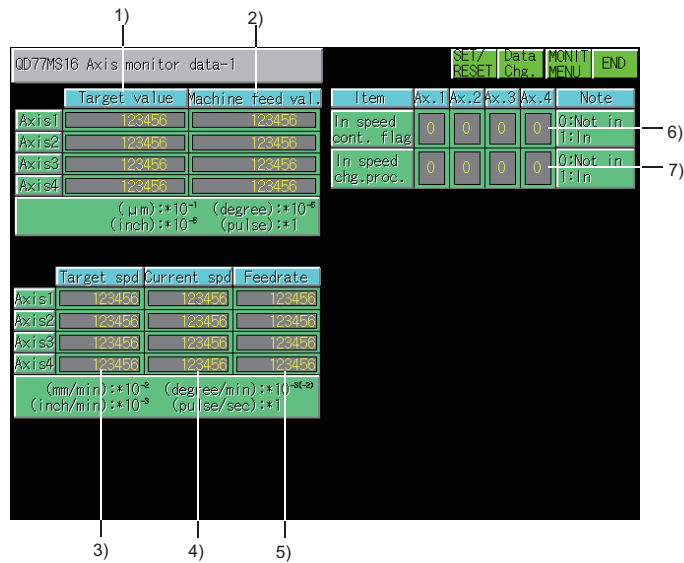 1)
2)
QD77MS16 Axis monitor data-1
SET/ RESET
Data Chg.
MONIT MENU
END
Target value Machine feed val.
Axis1 123456 123456
Axis2 123456 123456
Axis3 123456 123456
Axis4 123456 123456
(μm):*10⁻¹ (degree):*10⁻⁵
(inch):*10⁻⁵ (pulse):*1
Item Ax.1 Ax.2 Ax.3 Ax.4 Note
In speed cont. flag 0 0 0 0 0:Not in 1:In
6)
In speed chg.proc. 0 0 0 0 0:Not in 1:In
7)
Target spd Current spd Feedrate
Axis1 123456 123456 123456
Axis2 123456 123456 123456
Axis3 123456 123456 123456
Axis4 123456 123456 123456
(mm/min):*10⁻² (degree/min):*10⁻³⁽⁻²⁾
(inch/min):*10⁻³ (pulse/sec):*1
3)
4)
5)